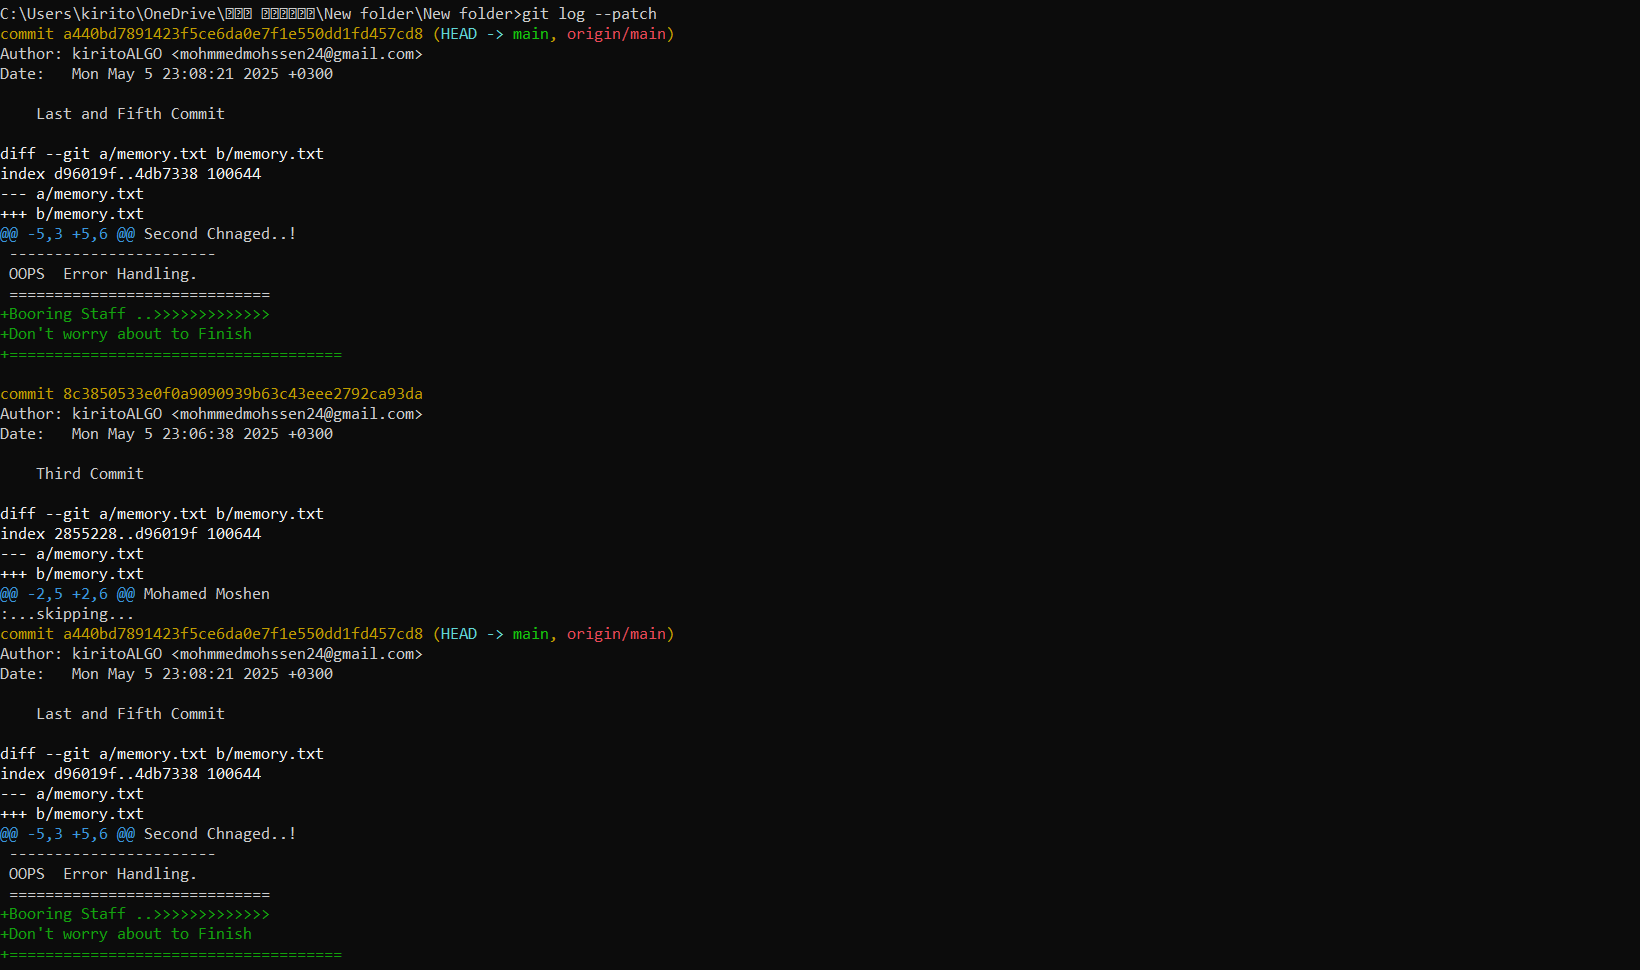 C:\Users\kirito\OneDrive\ \New folder\New folder>git log --patch
commit a440bd7891423f5ce6da0e7f1e550dd1fd457cd8 (HEAD -> main, origin/main)
Author: kiritoALGO <mohmmedmohssen24@gmail.com>
Date:   Mon May 5 23:08:21 2025 +0300
    Last and Fifth Commit
diff --git a/memory.txt b/memory.txt
index d96019f..4db7338 100644
--- a/memory.txt
+++ b/memory.txt
@@ -5,3 +5,6 @@ Second Chnaged..!
 -----------------------
 OOPS  Error Handling.
 =============================
+Booring Staff ..>>>>>>>>>>>>>
+Don't worry about to Finish
+=====================================
commit 8c3850533e0f0a9090939b63c43eee2792ca93da
Author: kiritoALGO <mohmmedmohssen24@gmail.com>
Date:   Mon May 5 23:06:38 2025 +0300
    Third Commit
diff --git a/memory.txt b/memory.txt
index 2855228..d96019f 100644
--- a/memory.txt
+++ b/memory.txt
@@ -2,5 +2,6 @@ Mohamed Moshen
:...skipping...
commit a440bd7891423f5ce6da0e7f1e550dd1fd457cd8 (HEAD -> main, origin/main)
Author: kiritoALGO <mohmmedmohssen24@gmail.com>
Date:   Mon May 5 23:08:21 2025 +0300
    Last and Fifth Commit
diff --git a/memory.txt b/memory.txt
index d96019f..4db7338 100644
--- a/memory.txt
+++ b/memory.txt
@@ -5,3 +5,6 @@ Second Chnaged..!
 -----------------------
 OOPS  Error Handling.
 =============================
+Booring Staff ..>>>>>>>>>>>>>
+Don't worry about to Finish
+=====================================